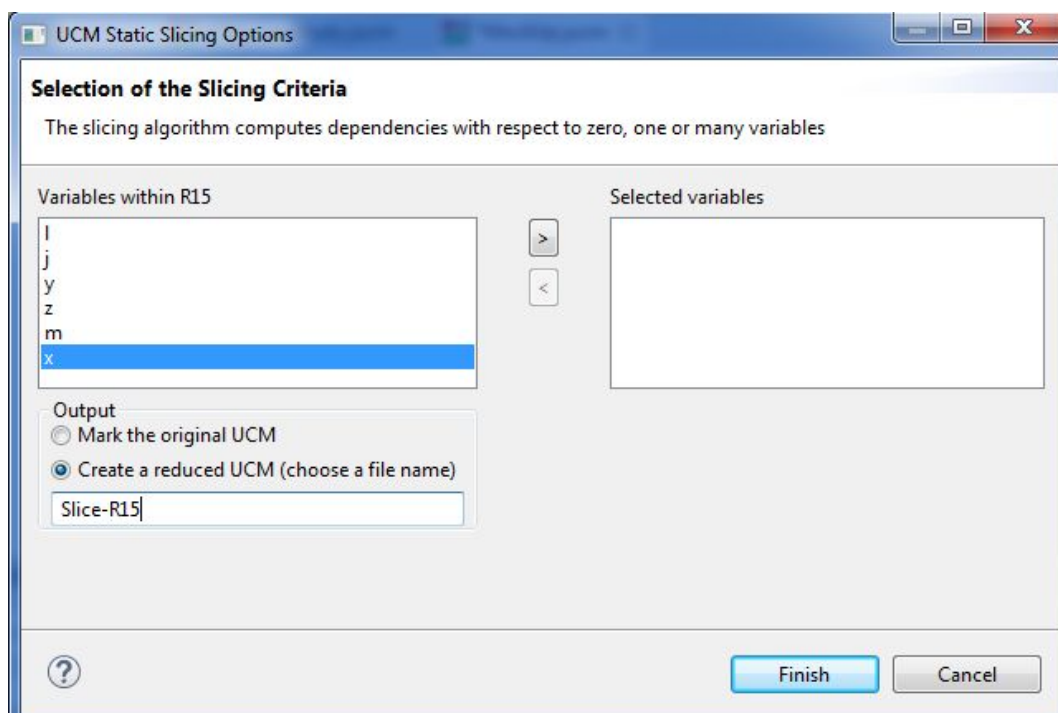 UCM Static Slicing Options
Selection of the Slicing Criteria
The slicing algorithm computes dependencies with respect to zero, one or many variables
Variables within R15
Selected variables
l
j
y
z
m
x
>
<
Output
Mark the original UCM
Create a reduced UCM (choose a file name)
Slice-R15
?
Finish
Cancel